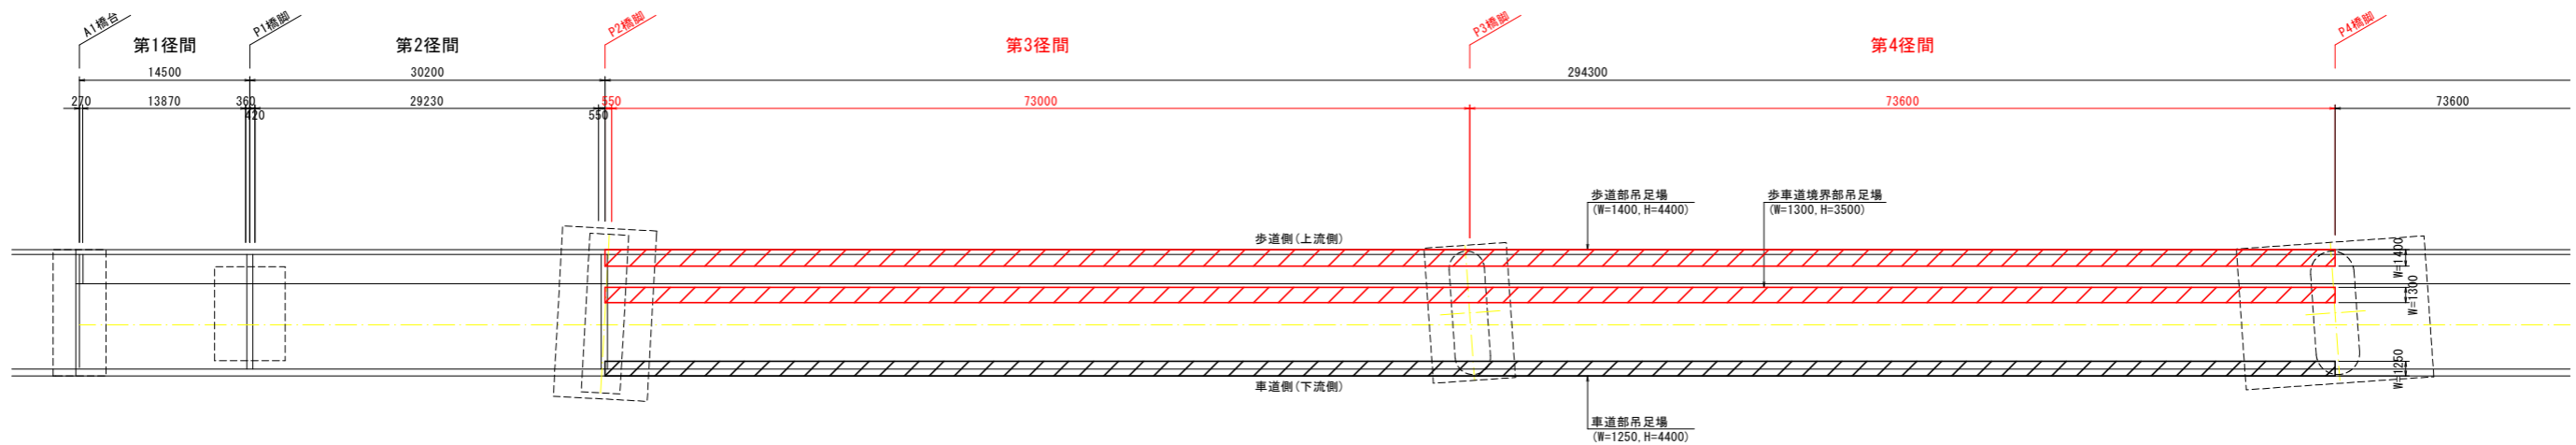 A1橋台
P1橋脚
P2橋脚
P3橋脚
P4橋脚
第1径間
第2径間
第3径間
第4径間
14500
30200
294300
270
13870
360
420
29230
550
550
73000
73600
73600
歩道部吊足場
(W=1400, H=4400)
歩車道境界部吊足場
(W=1300, H=3500)
歩道側(上流側)
W=1400
W=1300
W=1250
車道側(下流側)
車道部吊足場
(W=1250, H=4400)